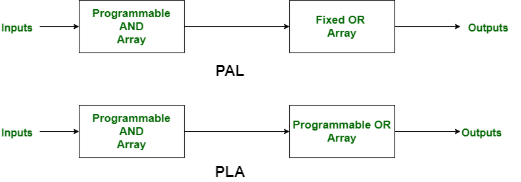 Programmable
AND
Array
Fixed OR
Array
Inputs
Outputs
PAL
Programmable
AND
Array
Programmable OR
Array
Inputs
Outputs
PLA